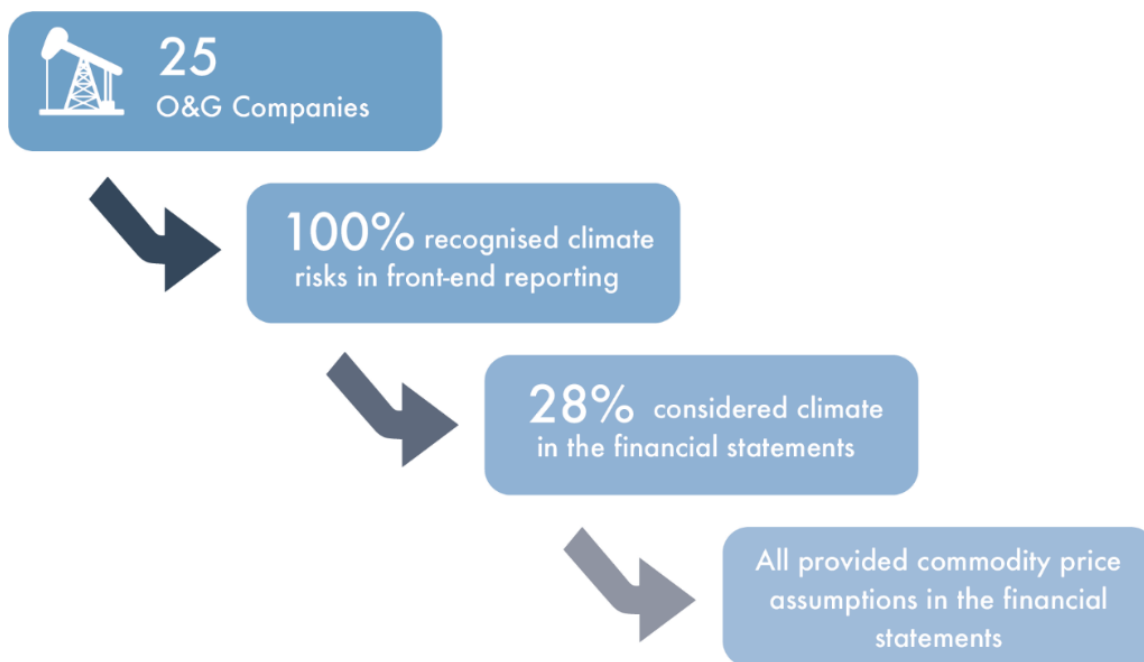 25
O&G Companies
100% recognised climate
risks in front-end reporting
28% considered climate
in the financial statements
All provided commodity price
assumptions in the financial
statements